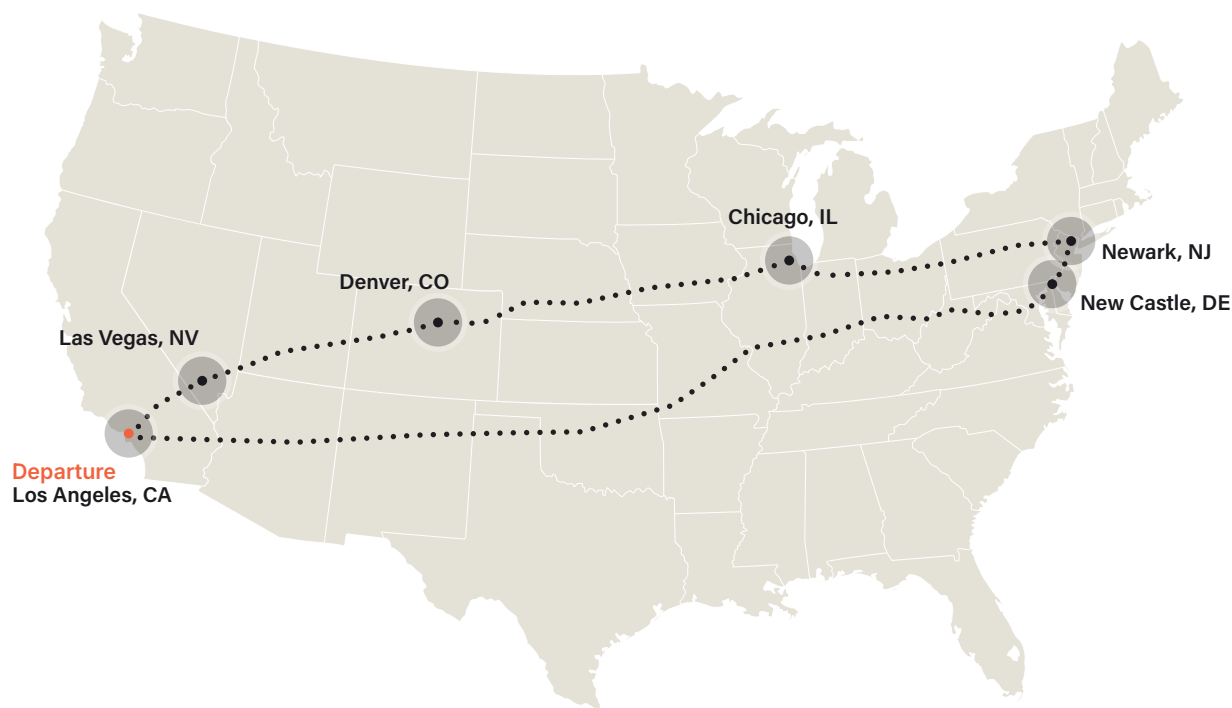 Chicago, IL
Newark, NJ
Denver, CO
New Castle, DE
Las Vegas, NV
Departure
Los Angeles, CA